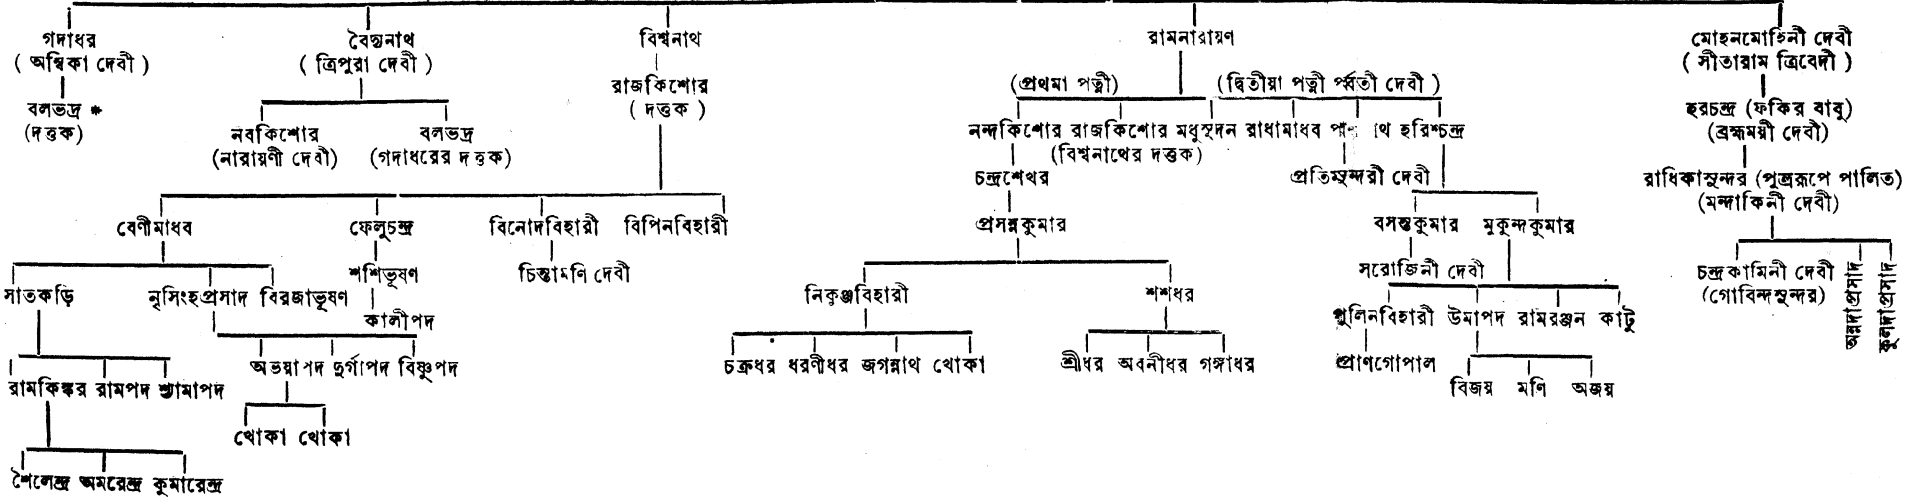 গদাধর বৈদ্যনাথ বিশ্বনাথ রামনারায়ণ মোহনমোহিনী দেবী
( অম্বিকা দেবী ) ( ত্রিপুরা দেবী ) ( সীতারাম ত্রিবেদী )
রাজকিশোর (প্রথমা পত্নী) (দ্বিতীয়া পত্নী পার্ব্বতী দেবী )
বলভদ্র * ( দত্তক ) হরচন্দ্র (ফকির বাবু)
(দত্তক) নবকিশোর বলভদ্র নন্দকিশোর রাজকিশোর মধুসূদন রাধামাধব হরিশ্চন্দ্র (ব্রহ্মময়ী দেবী)
(নারায়ণী দেবী) (গদাধরের দত্তক) (বিশ্বনাথের দত্তক)
চন্দ্রশেখর প্রতিসুন্দরী দেবী রাধিকাসুন্দর (পুত্ররূপে পালিত)
(মন্দাকিনী দেবী)
বেণীমাধব ফেলুচন্দ্র বিনোদবিহারী বিপিনবিহারী প্রসন্নকুমার বসন্তকুমার মুকুন্দকুমার
শশিভূষণ চিন্তামণি দেবী সরোজিনী দেবী চন্দ্রকামিনী দেবী অন্নদাপ্রসাদ কুলদাপ্রসাদ
সাতকড়ি নৃসিংহপ্রসাদ বিরজাভূষণ নিকুঞ্জবিহারী শশধর (গোবিন্দসুন্দর)
কালীপদ পুলিনবিহারী উমাপদ রামরঞ্জন কাটু
অভয়াপদ দুর্গাপদ বিষ্ণুপদ চক্রধর ধরণীধর জগন্নাথ খোকা শ্রীধর অবনীধর গঙ্গাধর প্রাণগোপাল
রামকিঙ্কর রামপদ শ্যামাপদ বিজয় মণি অজয়
খোকা খোকা
শৈলেন্দ্র অমরেন্দ্র কুমারেন্দ্র